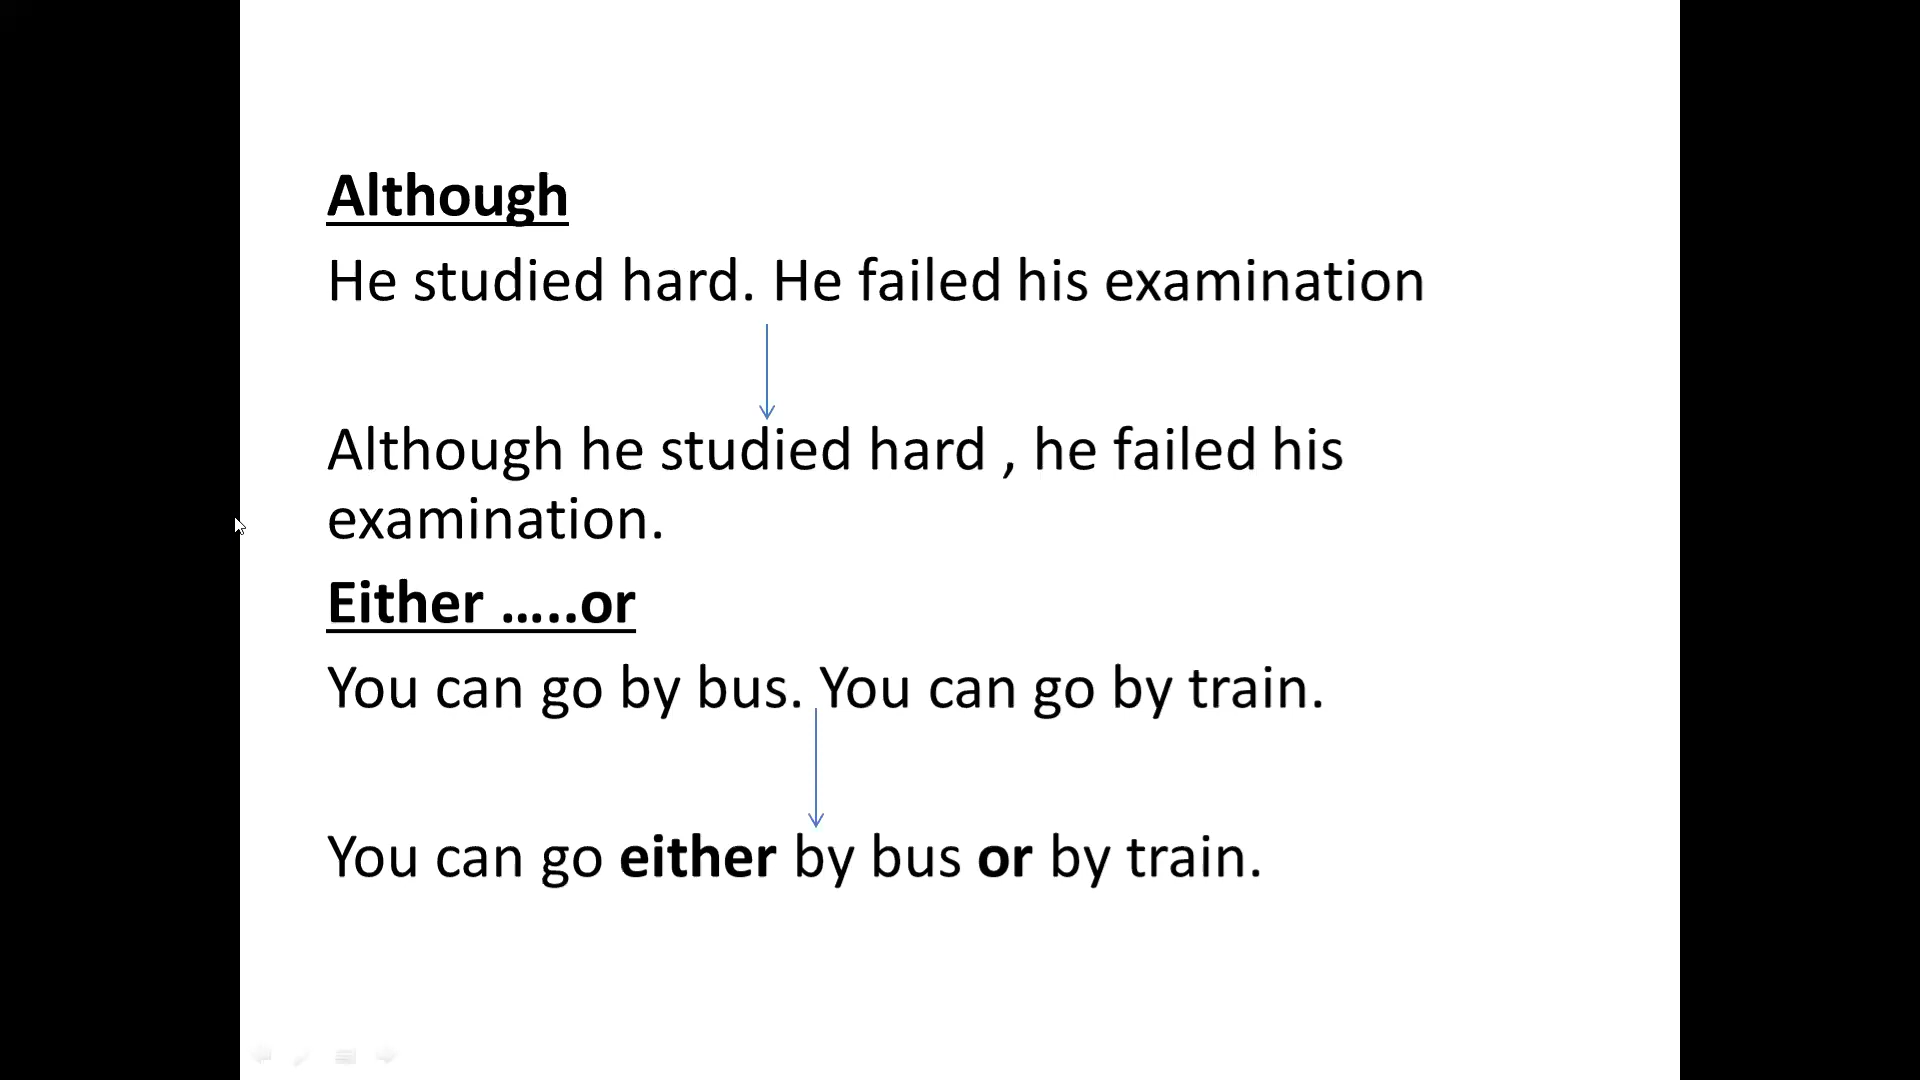 Although
He studied hard. He failed his examination
Although he studied hard , he failed his
examination.
Either …..or
You can go by bus. You can go by train.
You can go either by bus or by train.